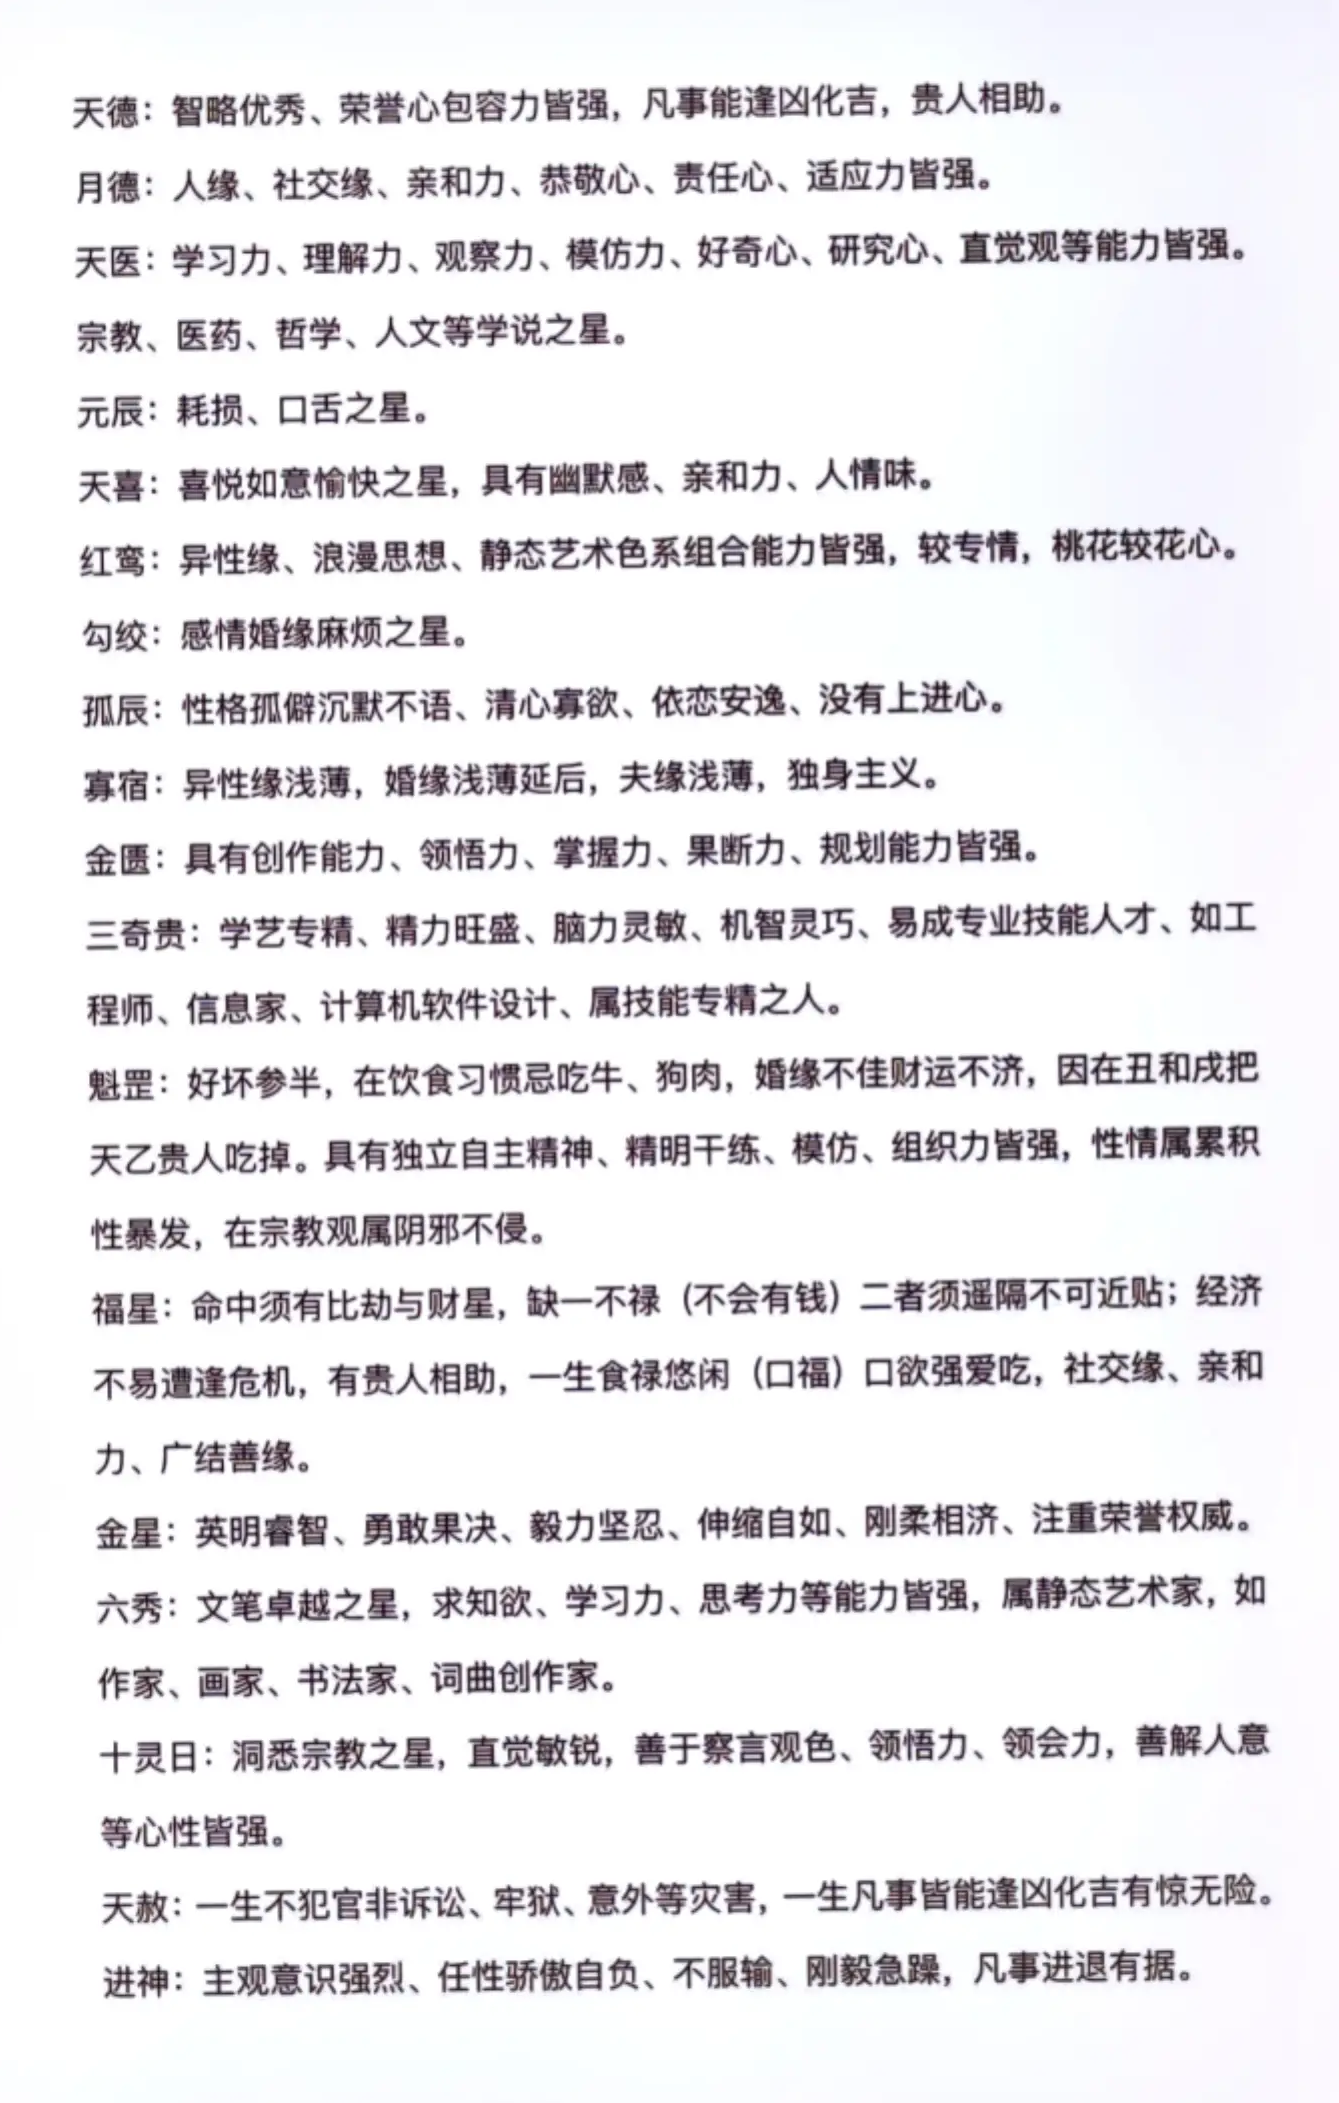 天德：智略优秀、荣誉心包容力皆强，凡事能逢凶化吉，贵人相助。
月德：人缘、社交缘、亲和力、恭敬心、责任心、适应力皆强。
天医：学习力、理解力、观察力、模仿力、好奇心、研究心、直觉观等能力皆强。
宗教、医药、哲学、人文等学说之星。
元辰：耗损、口舌之星。
天喜：喜悦如意愉快之星，具有幽默感、亲和力、人情味。
红鸾：异性缘、浪漫思想、静态艺术色系组合能力皆强，较专情，桃花较花心。
勾绞：感情婚缘麻烦之星。
孤辰：性格孤僻沉默不语、清心寡欲、依恋安逸、没有上进心。
寡宿：异性缘浅薄，婚缘浅薄延后，夫缘浅薄，独身主义。
金匮：具有创作能力、领悟力、掌握力、果断力、规划能力皆强。
三奇贵：学艺专精、精力旺盛、脑力灵敏、机智灵巧、易成专业技能人才、如工
程师、信息家、计算机软件设计、属技能专精之人。
魁罡：好坏参半，在饮食习惯忌吃牛、狗肉，婚缘不佳财运不济，因在丑和戌把
天乙贵人吃掉。具有独立自主精神、精明干练、模仿、组织力皆强，性情属累积
性暴发，在宗教观属阴邪不侵。
福星：命中须有比劫与财星，缺一不禄（不会有钱）二者须遥隔不可近贴；经济
不易遭逢危机，有贵人相助，一生食禄悠闲（口福）口欲强爱吃，社交缘、亲和
力、广结善缘。
金星：英明睿智、勇敢果决、毅力坚忍、伸缩自如、刚柔相济、注重荣誉权威。
六秀：文笔卓越之星，求知欲、学习力、思考力等能力皆强，属静态艺术家，如
作家、画家、书法家、词曲创作家。
十灵日：洞悉宗教之星，直觉敏锐，善于察言观色、领悟力、领会力，善解人意
等心性皆强。
天赦：一生不犯官非诉讼、牢狱、意外等灾害，一生凡事皆能逢凶化吉有惊无险。
进神：主观意识强烈、任性骄傲自负、不服输、刚毅急躁，凡事进退有据。